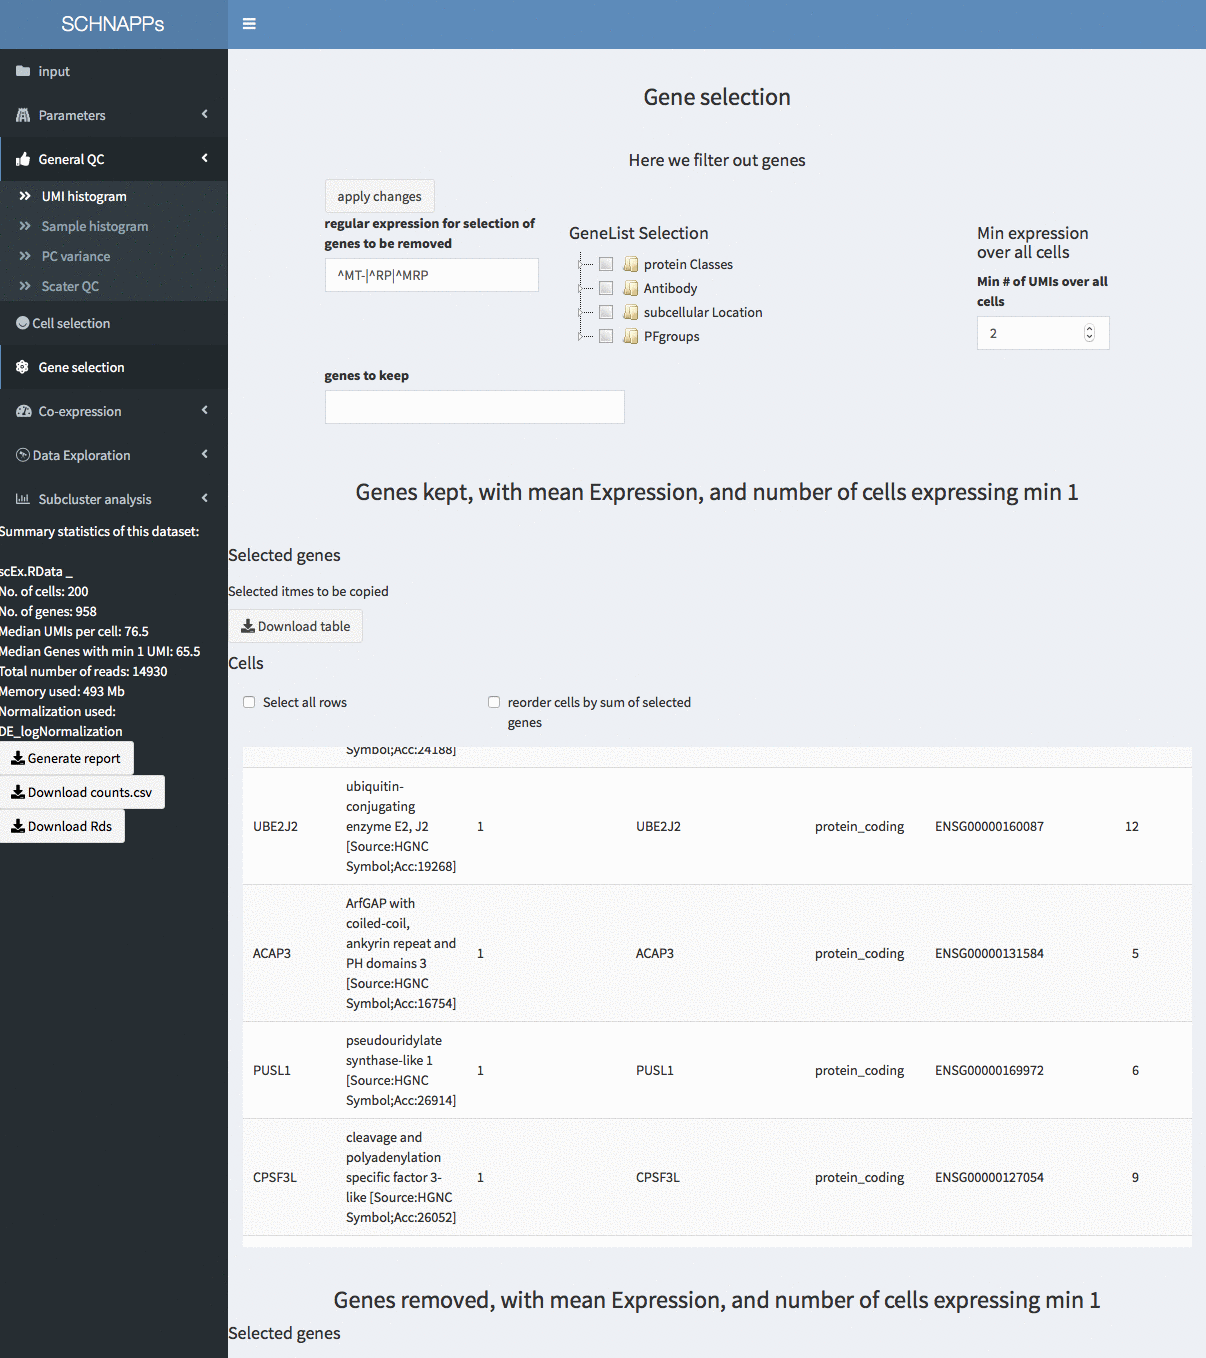 SCHNAPPs
input
Parameters
General QC
UMI histogram
Sample histogram
PC variance
Scater QC
Cell selection
Gene selection
Co-expression
Data Exploration
Subcluster analysis
Summary statistics of this dataset:
scEx.RData _
No. of cells: 200
No. of genes: 958
Median UMIs per cell: 76.5
Median Genes with min 1 UMI: 65.5
Total number of reads: 14930
Memory used: 493 Mb
Normalization used:
DE_logNormalization
Generate report
Download counts.csv
Download Rds
Gene selection
Here we filter out genes
apply changes
regular expression for selection of
genes to be removed
^MT-|^RP|^MRP
GeneList Selection
protein Classes
Antibody
subcellular Location
PFgroups
Min expression
over all cells
Min # of UMIs over all
cells
2
genes to keep
Genes kept, with mean Expression, and number of cells expressing min 1
Selected genes
Selected itmes to be copied
Download table
Cells
Select all rows
reorder cells by sum of selected
genes
Symbol;Acc:24188]
ubiquitin-
conjugating
UBE2J2 enzyme E2, J2 1 UBE2J2 protein_coding ENSG00000160087 12
[Source:HGNC
Symbol;Acc:19268]
ArfGAP with
coiled-coil,
ankyrin repeat and
ACAP3 PH domains 3 1 ACAP3 protein_coding ENSG00000131584 5
[Source:HGNC
Symbol;Acc:16754]
pseudouridylate
synthase-like 1
PUSL1 [Source:HGNC 1 PUSL1 protein_coding ENSG00000169972 6
Symbol;Acc:26914]
cleavage and
polyadenylation
CPSF3L specific factor 3- 1 CPSF3L protein_coding ENSG00000127054 9
like [Source:HGNC
Symbol;Acc:26052]
Genes removed, with mean Expression, and number of cells expressing min 1
Selected genes